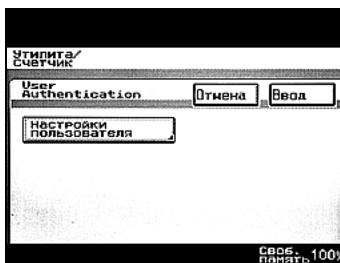 Утилита/
Счетчик
User
Authentication
Отмена
Ввод
Настройки
пользователя
Своб.
память 100%